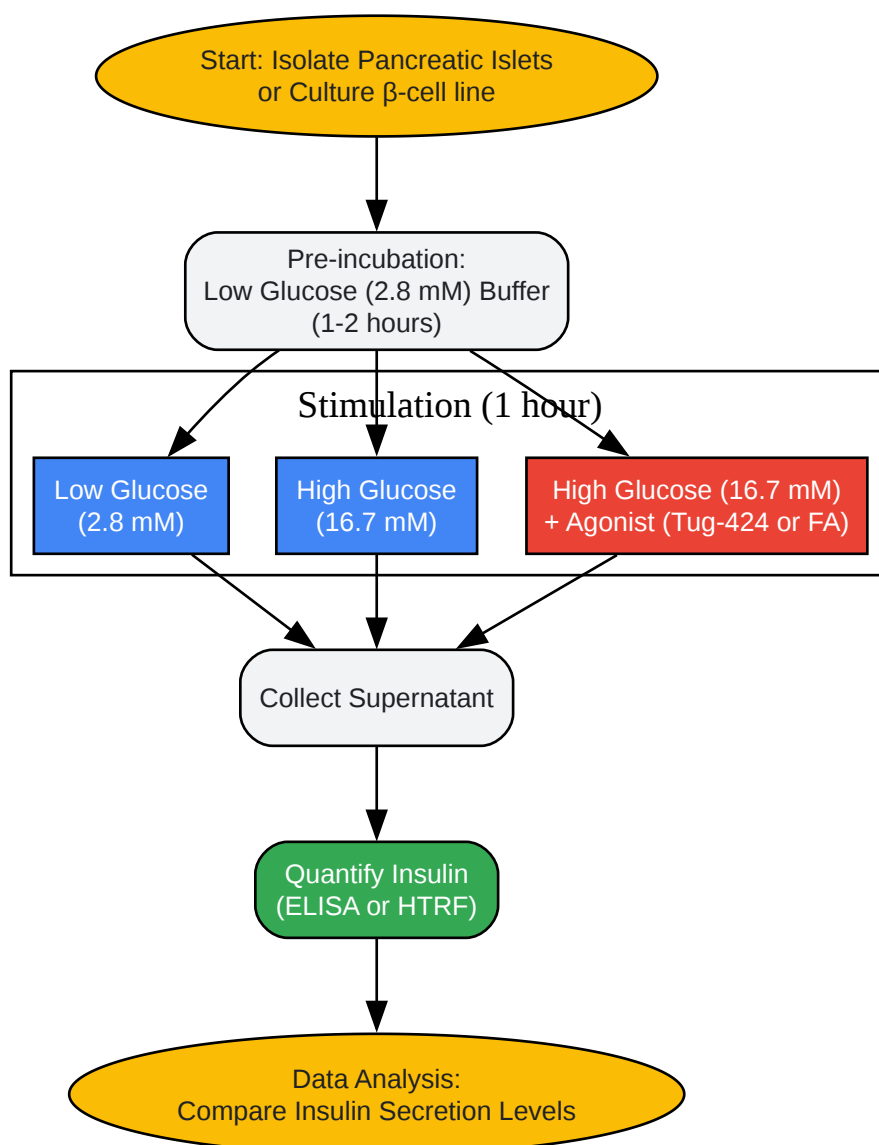 Start: Isolate Pancreatic Islets
or Culture β-cell line
Pre-incubation:
Low Glucose (2.8 mM) Buffer
(1-2 hours)
Stimulation (1 hour)
Low Glucose
(2.8 mM)
High Glucose
(16.7 mM)
High Glucose (16.7 mM)
+ Agonist (Tug-424 or FA)
Collect Supernatant
Quantify Insulin
(ELISA or HTRF)
Data Analysis:
Compare Insulin Secretion Levels